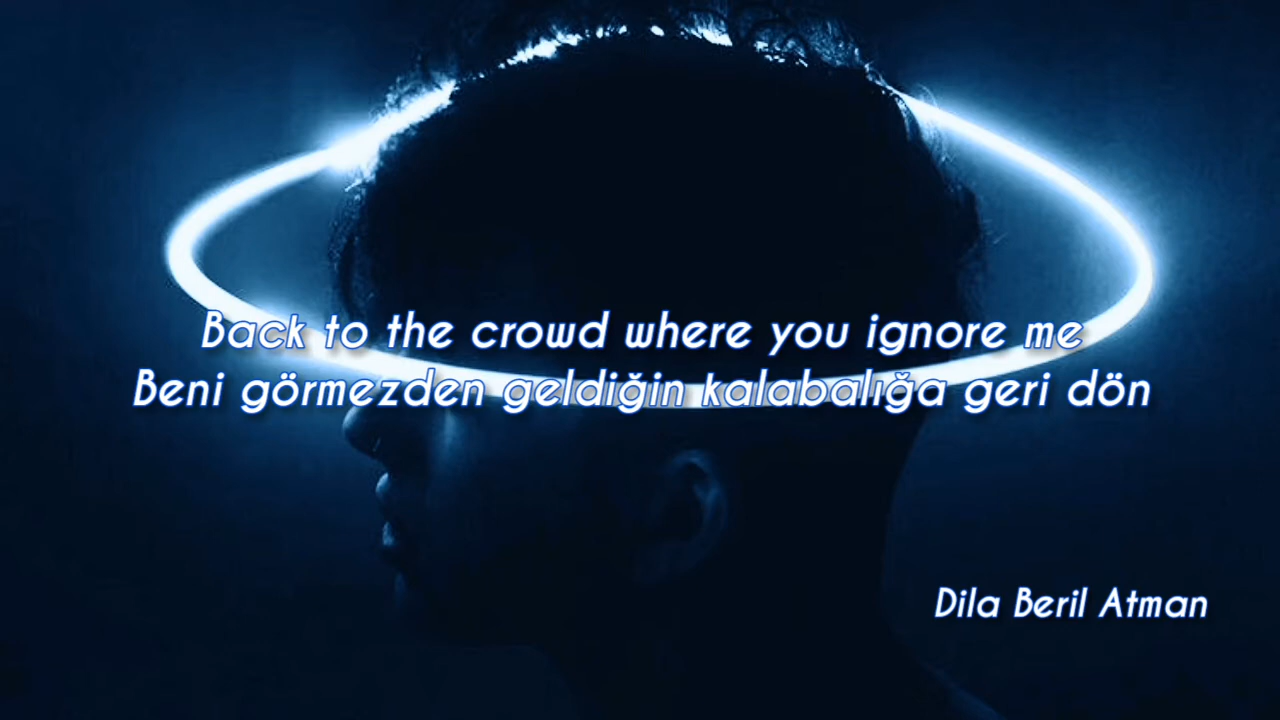 Back to the crowd where you ignore me
Beni görmezden geldiğin kalabalığa geri dön
Dila Beril Atman